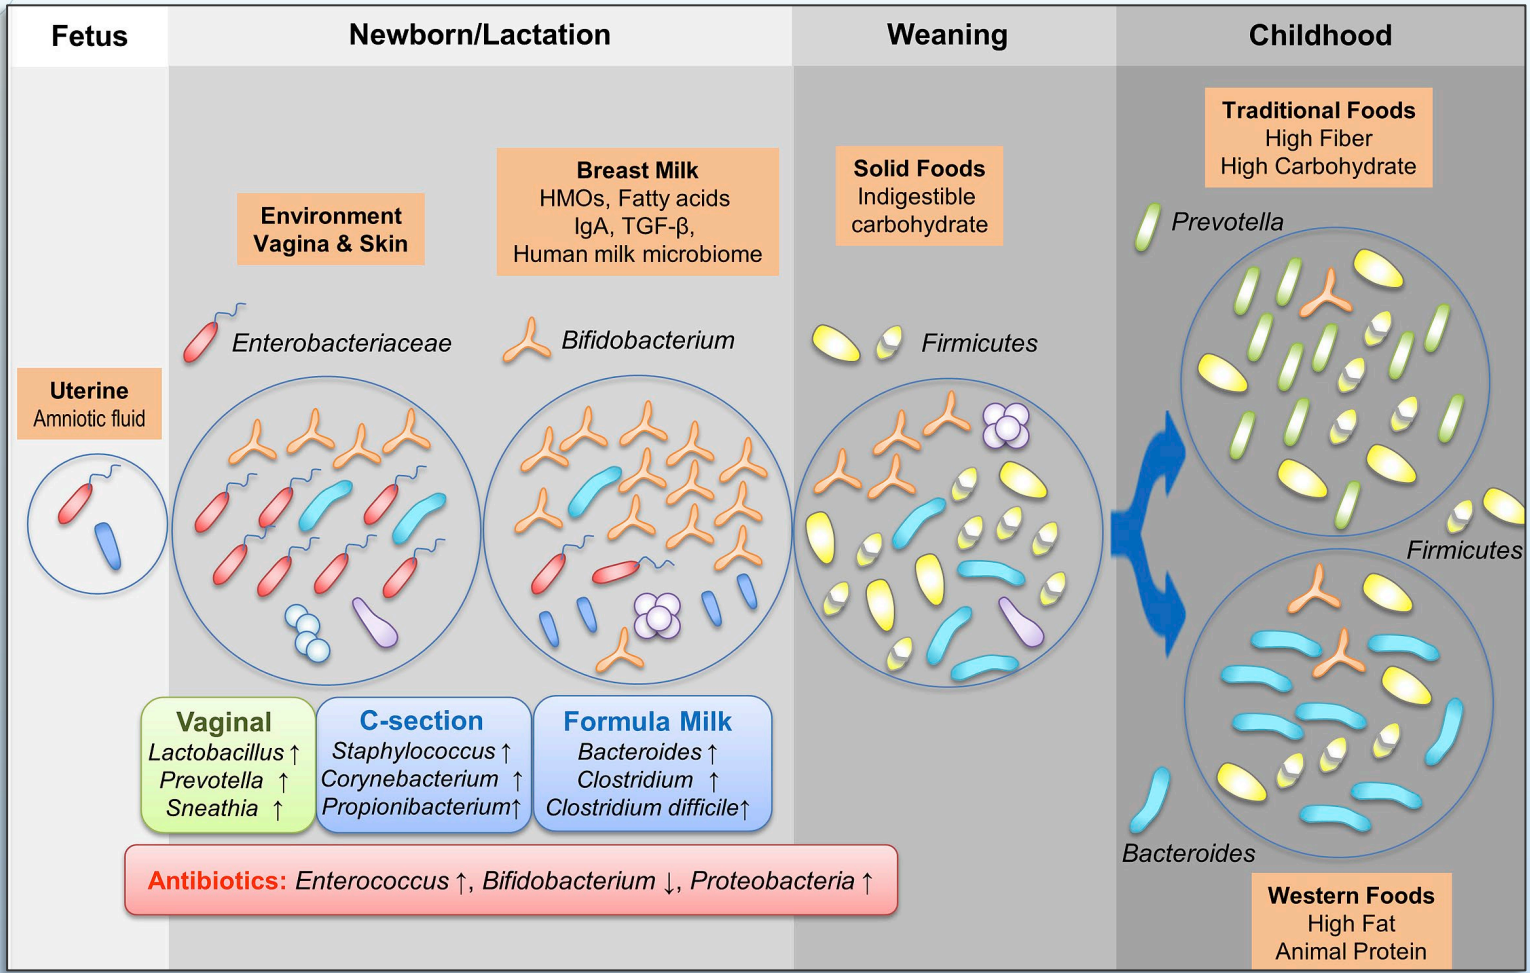 Fetus
Newborn/Lactation
Weaning
Childhood
Uterine
Amniotic fluid
Environment
Vagina & Skin
Enterobacteriaceae
Breast Milk
HMOs, Fatty acids
IgA, TGF-β,
Human milk microbiome
Bifidobacterium
Solid Foods
Indigestible
carbohydrate
Firmicutes
Traditional Foods
High Fiber
High Carbohydrate
Prevotella
Firmicutes
Bacteroides
Western Foods
High Fat
Animal Protein
Vaginal
Lactobacillus ↑
Prevotella ↑
Sneathia ↑
C-section
Staphylococcus ↑
Corynebacterium ↑
Propionibacterium↑
Formula Milk
Bacteroides ↑
Clostridium ↑
Clostridium difficile↑
Antibiotics: Enterococcus ↑, Bifidobacterium ↓, Proteobacteria ↑